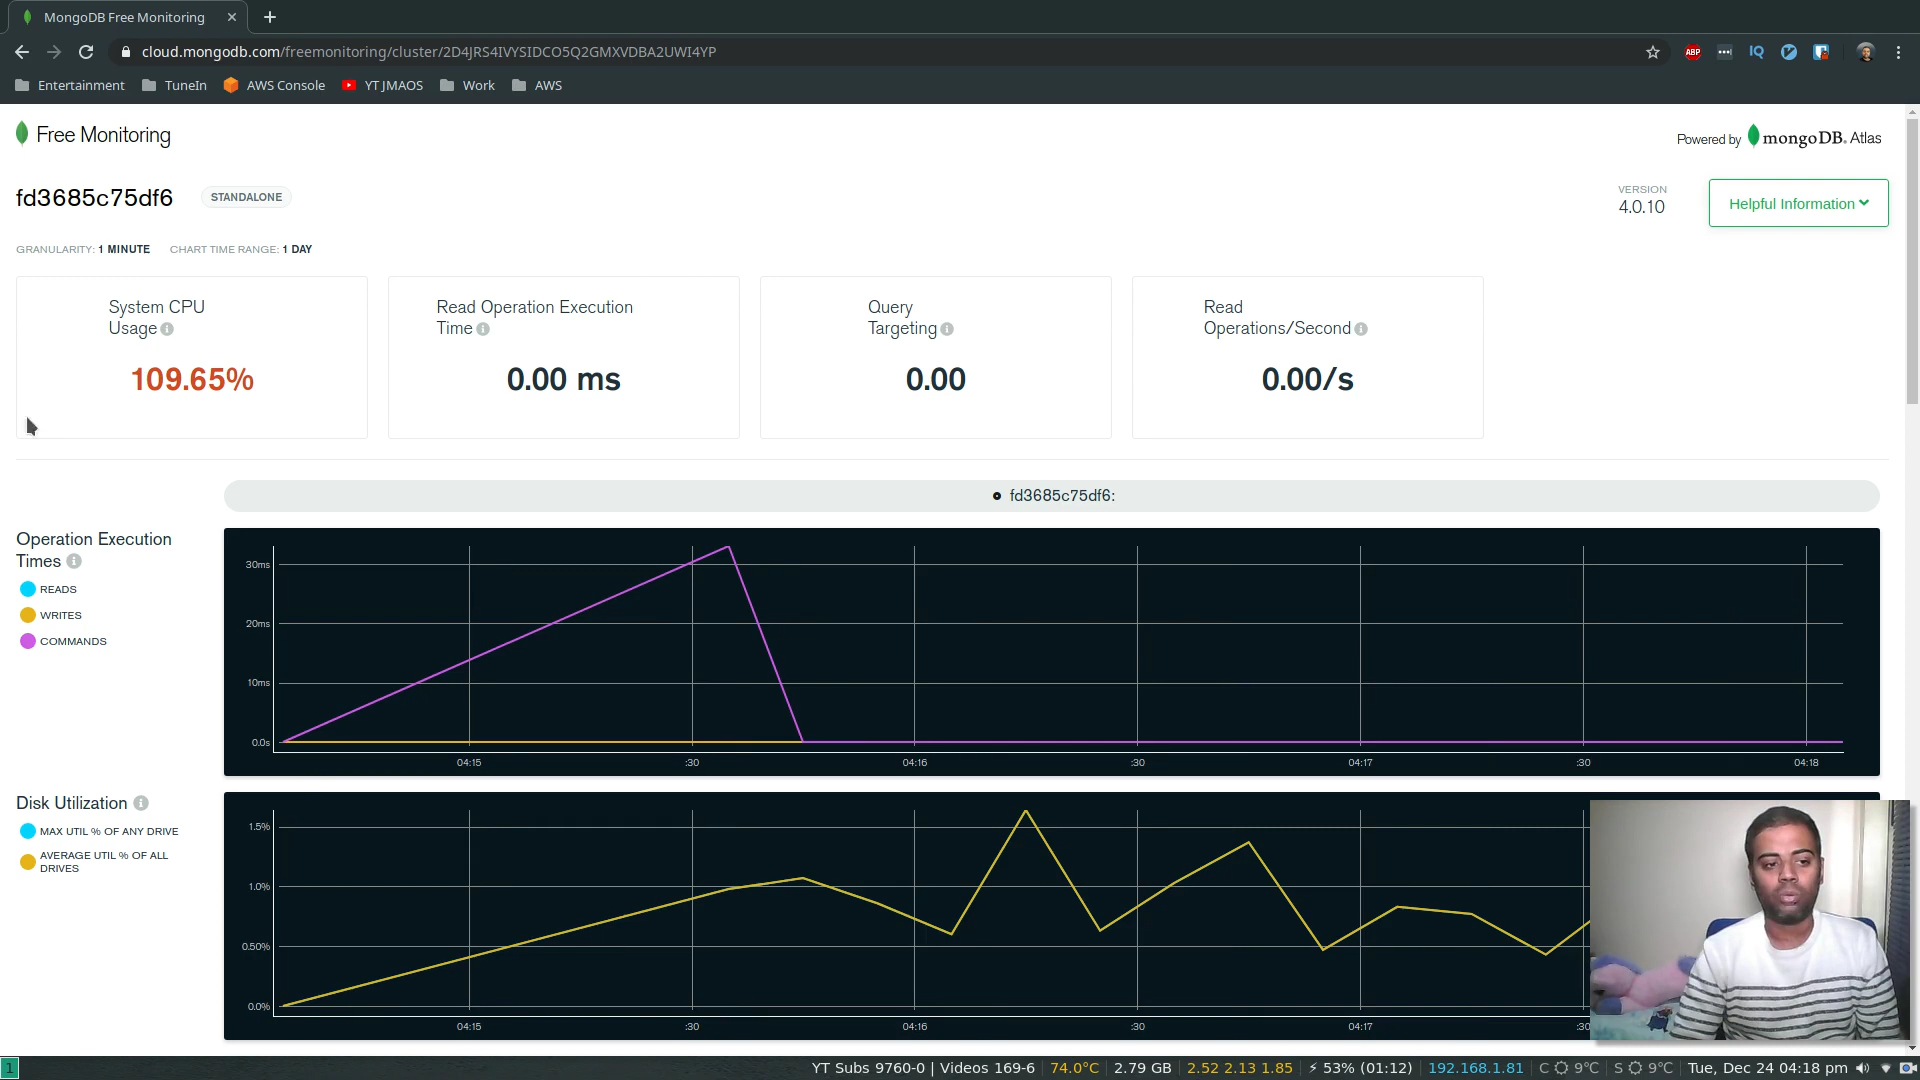 MongoDB Free Monitoring
cloud.mongodb.com/freemonitoring/cluster/2D4JRS4IVYSIDCO5Q2GMXVDBA2UWI4YP
ABP
IQ
Entertainment
TuneIn
AWS Console
YT JMAOS
Work
AWS
Free Monitoring
Powered by mongoDB. Atlas
fd3685c75df6
STANDALONE
VERSION
4.0.10
Helpful Information
GRANULARITY: 1 MINUTE
CHART TIME RANGE: 1 DAY
System CPU
Usage
109.65%
Read Operation Execution
Time
0.00 ms
Query
Targeting
0.00
Read
Operations/Second
0.00/s
fd3685c75df6:
Operation Execution
Times
READS
WRITES
COMMANDS
30ms
20ms
10ms
0.0s
04:15
:30
04:16
:30
04:17
:30
04:18
Disk Utilization
MAX UTIL % OF ANY DRIVE
AVERAGE UTIL % OF ALL
DRIVES
1.5%
1.0%
0.50%
0.0%
04:15
:30
04:16
:30
04:17
:30
1
YT Subs 9760-0 | Videos 169-6
74.0°C
2.79 GB
2.52 2.13 1.85
53% (01:12)
192.168.1.81
C 9°C
S 9°C
Tue, Dec 24 04:18 pm